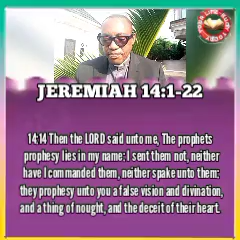 JEREMIAH 14:1-22
14:14 Then the LORD said unto me, The prophets
prophesy lies in my name: I sent them not, neither
have I commanded them, neither spake unto them:
they prophesy unto you a false vision and divination,
and a thing of nought, and the deceit of their heart.